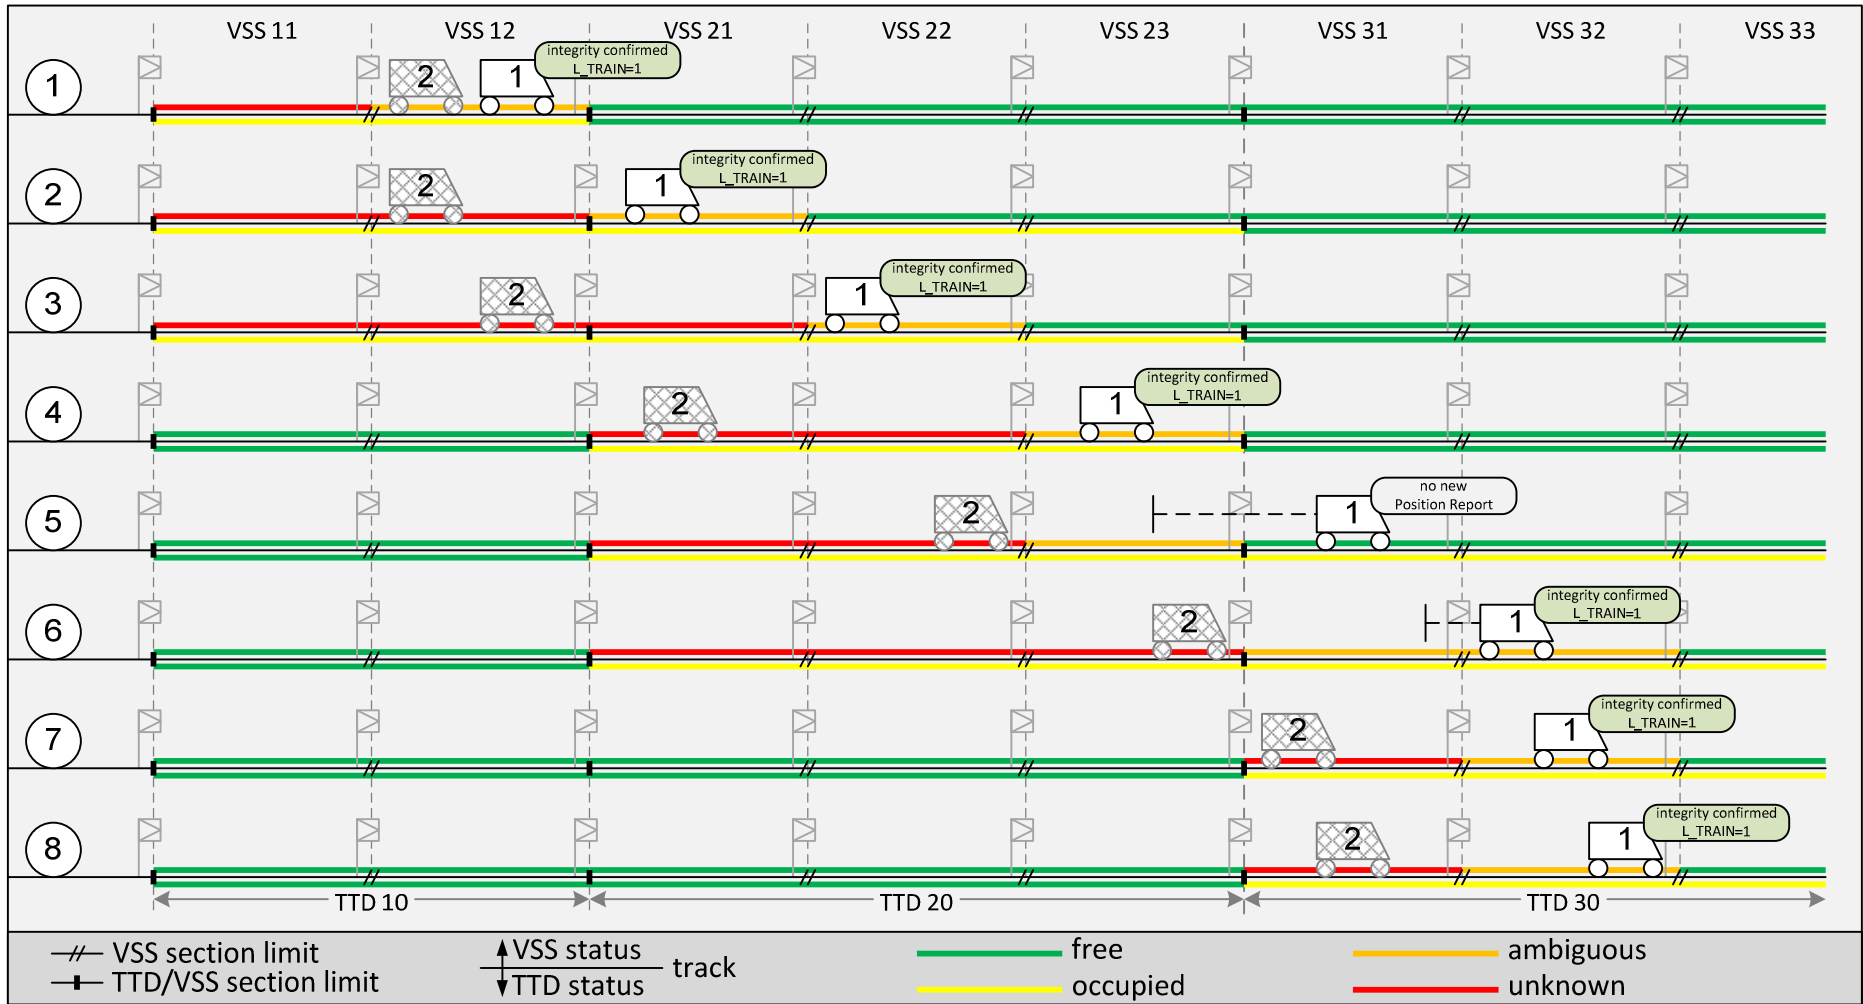 VSS 11 VSS 12 VSS 21 VSS 22 VSS 23 VSS 31 VSS 32 VSS 33
1 2 1 integrity confirmed
L_TRAIN=1
2 2 1 integrity confirmed
L_TRAIN=1
3 2 1 integrity confirmed
L_TRAIN=1
4 2 1 integrity confirmed
L_TRAIN=1
5 2 1 no new
Position Report
6 2 1 integrity confirmed
L_TRAIN=1
7 2 1 integrity confirmed
L_TRAIN=1
8 2 1 integrity confirmed
L_TRAIN=1
TTD 10 TTD 20 TTD 30
VSS section limit VSS status track free ambiguous
TTD/VSS section limit TTD status occupied unknown